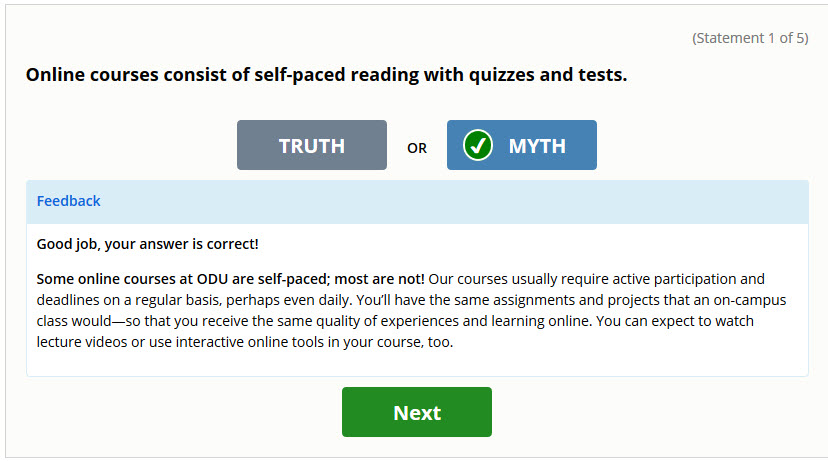 (Statement 1 of 5)
Online courses consist of self-paced reading with quizzes and tests.
TRUTH OR MYTH
Feedback
Good job, your answer is correct!
Some online courses at ODU are self-paced; most are not! Our courses usually require active participation and
deadlines on a regular basis, perhaps even daily. You’ll have the same assignments and projects that an on-campus
class would—so that you receive the same quality of experiences and learning online. You can expect to watch
lecture videos or use interactive online tools in your course, too.
Next